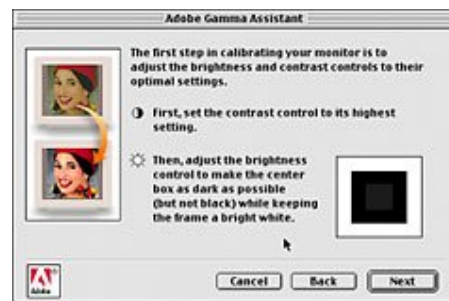 Adobe Gamma Assistant
The first step in calibrating your monitor is to
adjust the brightness and contrast controls to their
optimal settings.
First, set the contrast control to its highest
setting.
Then, adjust the brightness
control to make the center
box as dark as possible
(but not black) while keeping
the frame a bright white.
Adobe
Cancel
Back
Next